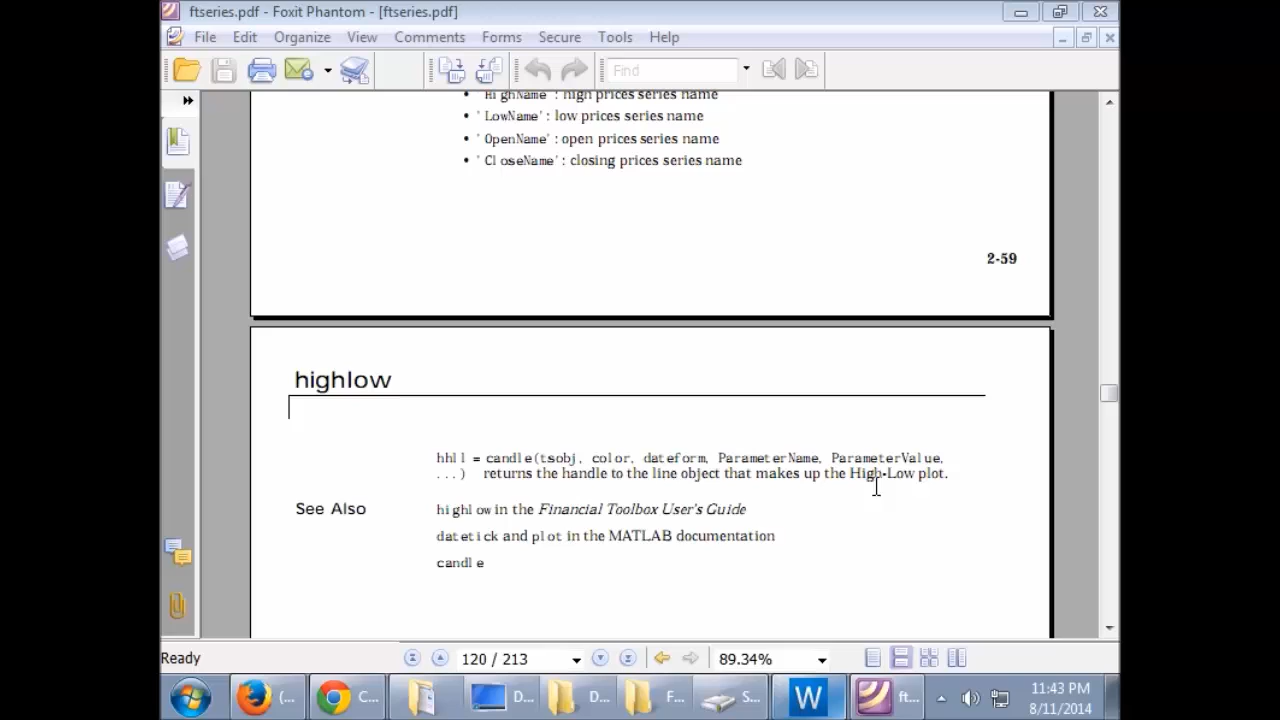 ftseries.pdf - Foxit Phantom - [ftseries.pdf]
File Edit Organize View Comments Forms Secure Tools Help
Find
• 'HighName' : high prices series name
• 'LowName' : low prices series name
• 'OpenName' : open prices series name
• 'CloseName' : closing prices series name
2-59
highlow
hhll = candle(tsobj, color, dateform, ParameterName, ParameterValue,
...) returns the handle to the line object that makes up the High-Low plot.
See Also highlow in the Financial Toolbox User's Guide
datetick and plot in the MATLAB documentation
candle
Ready 120 / 213 89.34%
(... C... D... D... F... S... W ft...
11:43 PM
8/11/2014